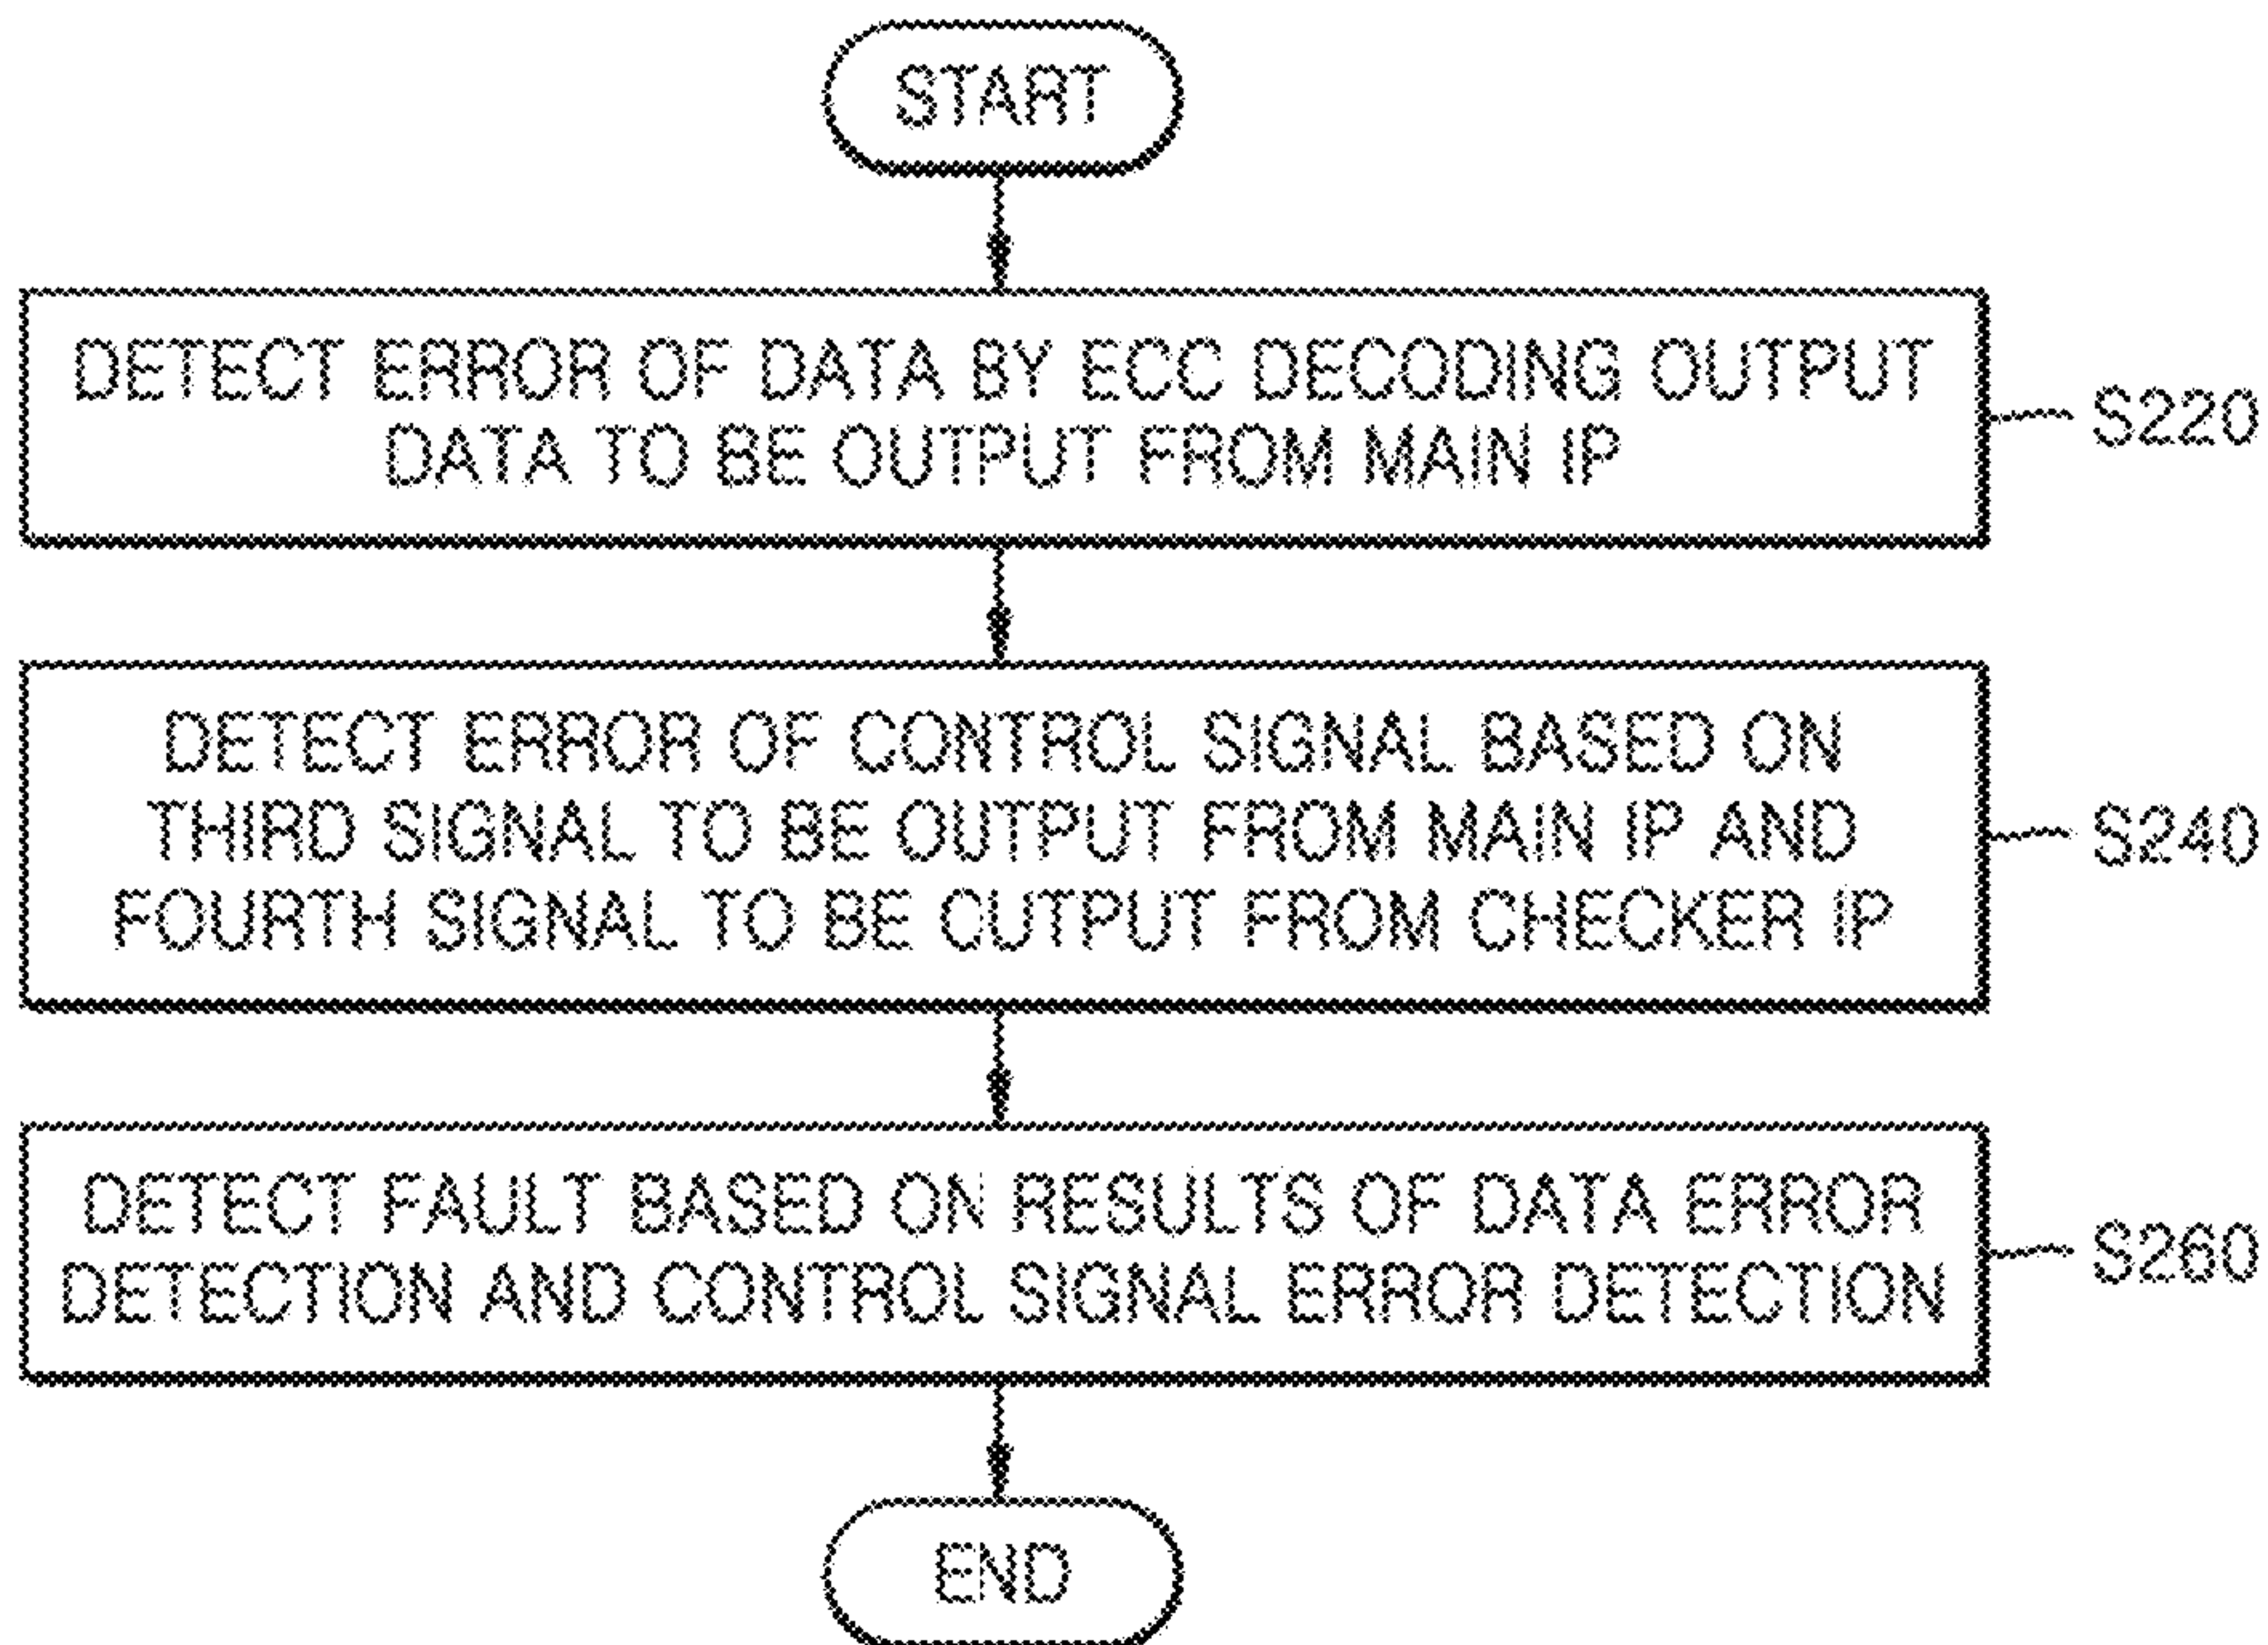 START
DETECT ERROR OF DATA BY ECC DECODING OUTPUT
DATA TO BE OUTPUT FROM MAIN IP
S220
DETECT ERROR OF CONTROL SIGNAL BASED ON
THIRD SIGNAL TO BE OUTPUT FROM MAIN IP AND
FOURTH SIGNAL TO BE OUTPUT FROM CHECKER IP
S240
DETECT FAULT BASED ON RESULTS OF DATA ERROR
DETECTION AND CONTROL SIGNAL ERROR DETECTION
S260
END